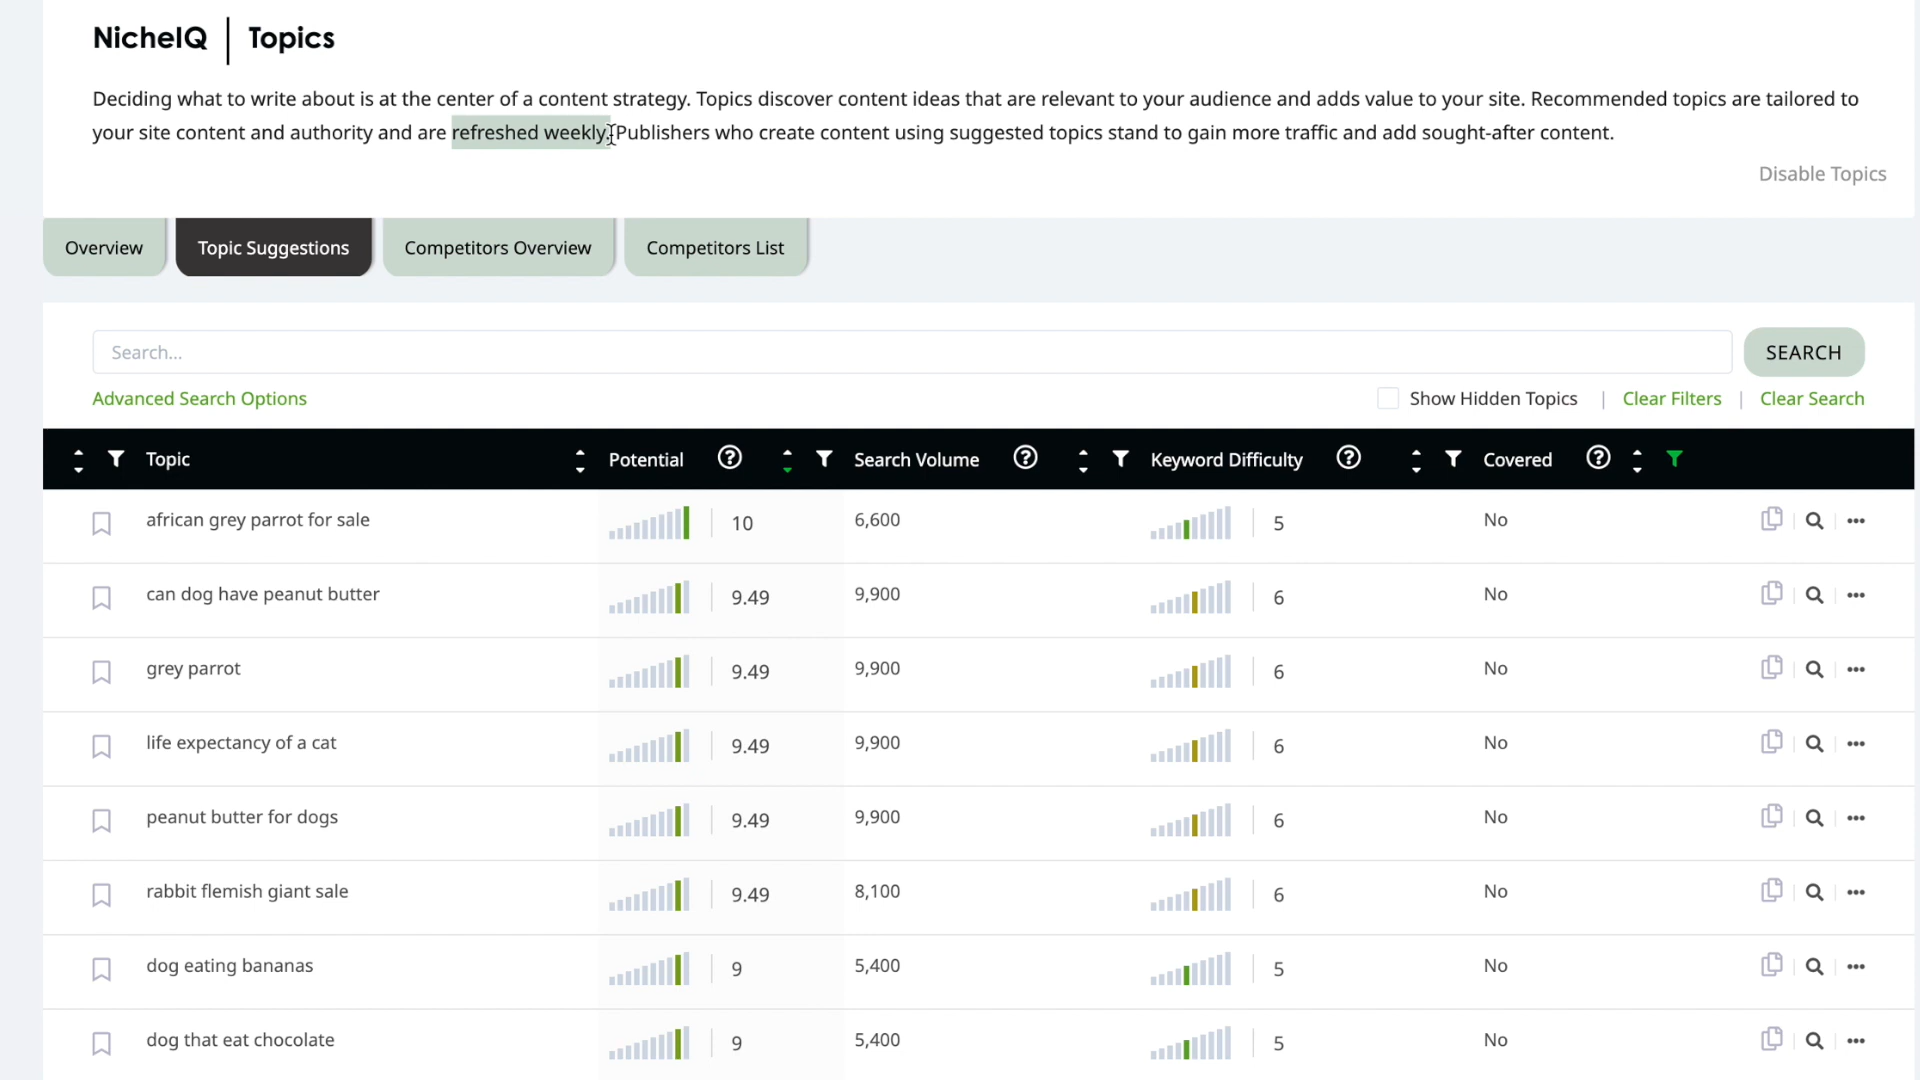 NicheIQ | Topics
Deciding what to write about is at the center of a content strategy. Topics discover content ideas that are relevant to your audience and adds value to your site. Recommended topics are tailored to
your site content and authority and are refreshed weekly. Publishers who create content using suggested topics stand to gain more traffic and add sought-after content.
Disable Topics
Overview Topic Suggestions Competitors Overview Competitors List
Search... SEARCH
Advanced Search Options Show Hidden Topics | Clear Filters | Clear Search
Topic Potential ? Search Volume ? Keyword Difficulty ? Covered ?
african grey parrot for sale 10 6,600 5 No
can dog have peanut butter 9.49 9,900 6 No
grey parrot 9.49 9,900 6 No
life expectancy of a cat 9.49 9,900 6 No
peanut butter for dogs 9.49 9,900 6 No
rabbit flemish giant sale 9.49 8,100 6 No
dog eating bananas 9 5,400 5 No
dog that eat chocolate 9 5,400 5 No